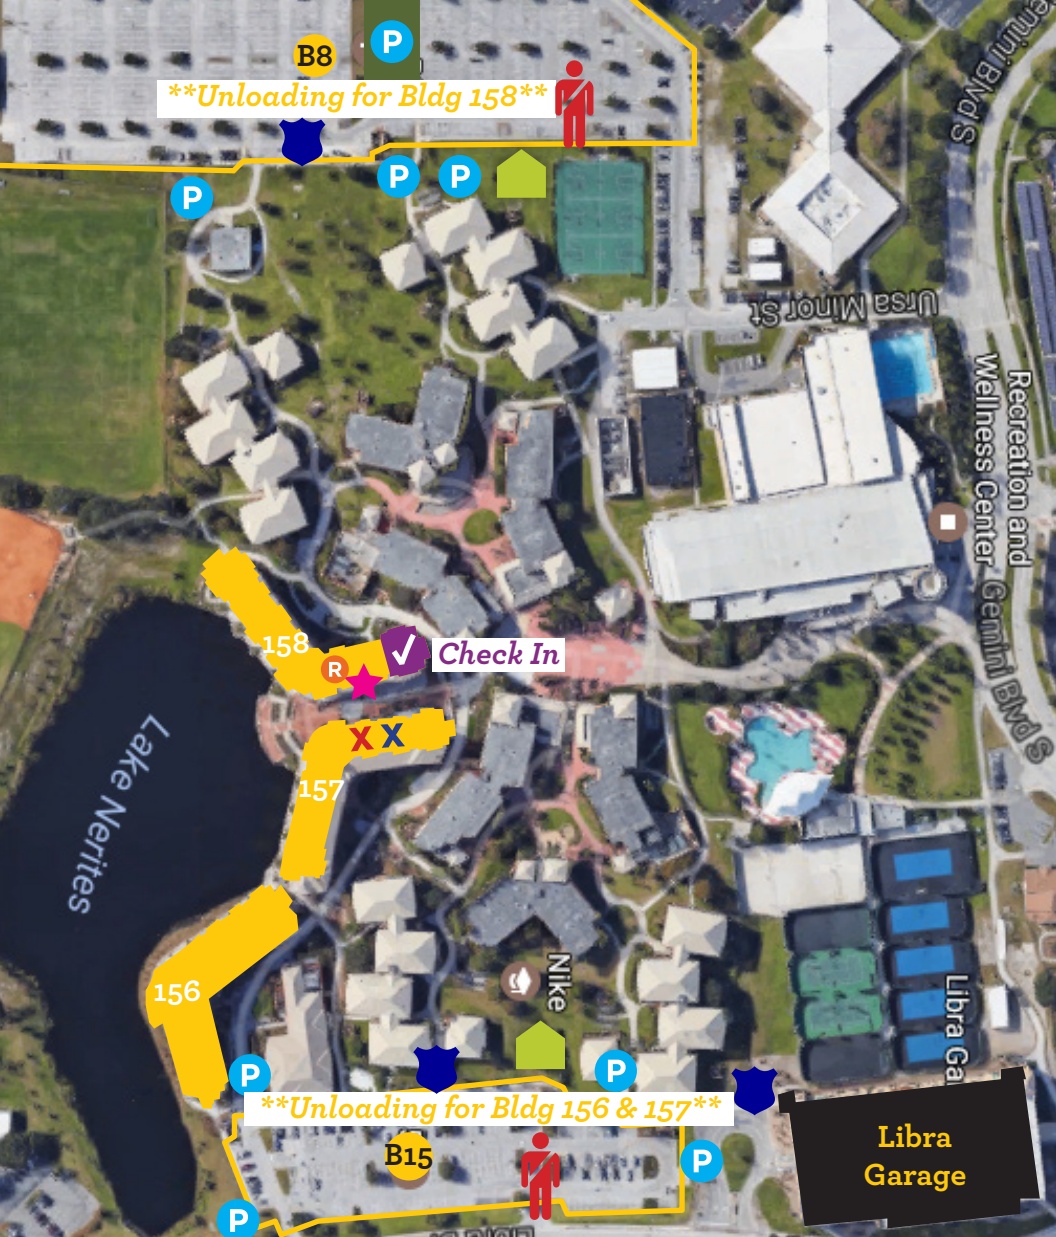 P
B8
**Unloading for Bldg 158**
emini Blvd S
P
P
P
Ursa Minor St
Recreation and
Wellness Center
Gemini Blvd S
158
R
Check In
X X
157
Lake Nerites
156
Nike
Libra Ga
P
P
**Unloading for Bldg 156 & 157**
B15
P
Libra
Garage
P